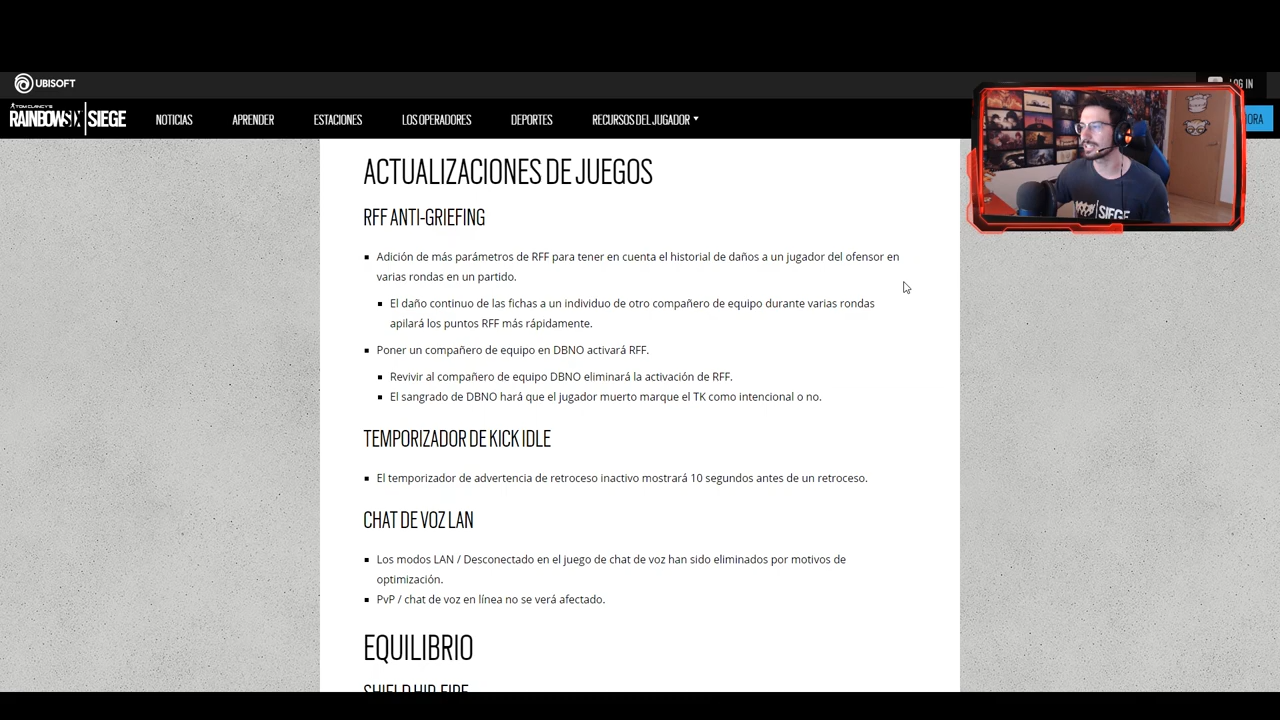 UBISOFT
LOG IN
TOM CLANCY'S
RAINBOW SIX | SIEGE
NOTICIAS
APRENDER
ESTACIONES
LOS OPERADORES
DEPORTES
RECURSOS DEL JUGADOR
ACTUALIZACIONES DE JUEGOS
RFF ANTI-GRIEFING
Adición de más parámetros de RFF para tener en cuenta el historial de daños a un jugador del ofensor en
varias rondas en un partido.
El daño continuo de las fichas a un individuo de otro compañero de equipo durante varias rondas
apilará los puntos RFF más rápidamente.
Poner un compañero de equipo en DBNO activará RFF.
Revivir al compañero de equipo DBNO eliminará la activación de RFF.
El sangrado de DBNO hará que el jugador muerto marque el TK como intencional o no.
TEMPORIZADOR DE KICK IDLE
El temporizador de advertencia de retroceso inactivo mostrará 10 segundos antes de un retroceso.
CHAT DE VOZ LAN
Los modos LAN / Desconectado en el juego de chat de voz han sido eliminados por motivos de
optimización.
PvP / chat de voz en línea no se verá afectado.
EQUILIBRIO
SHIELD HIP-FIRE
SIEGE